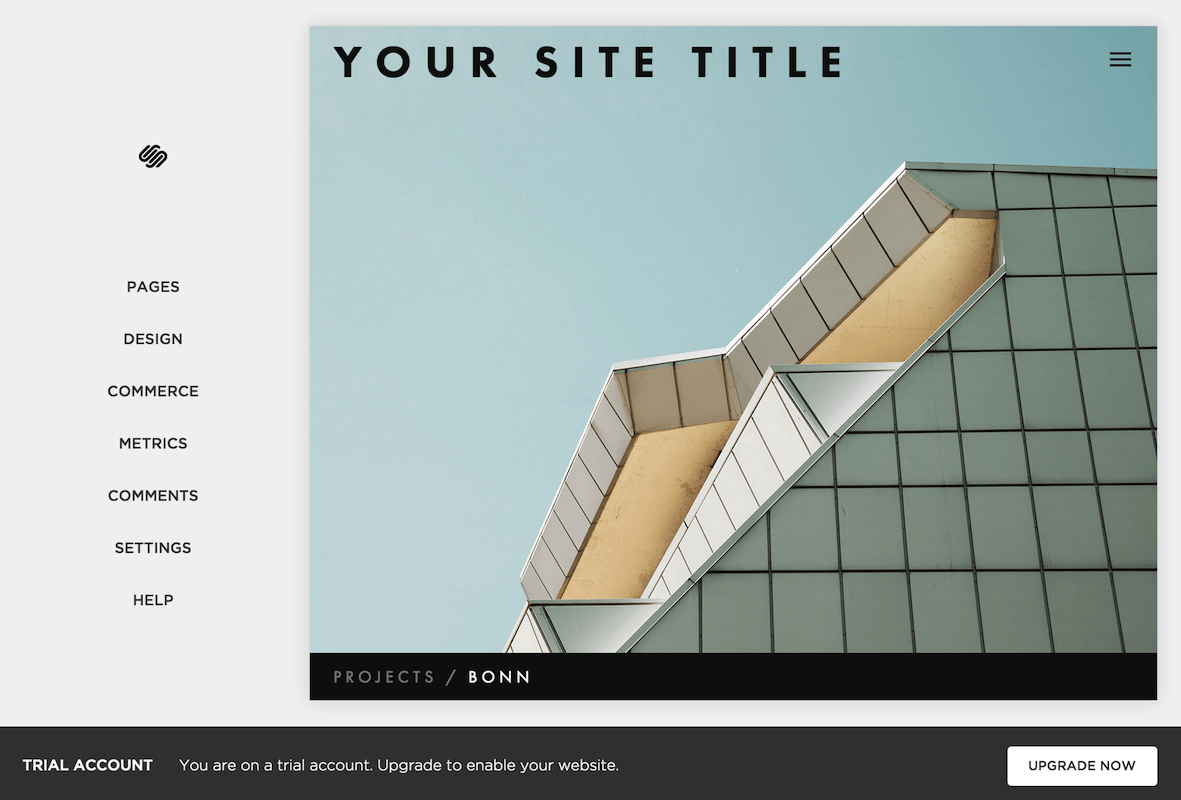 YOUR SITE TITLE
PAGES
DESIGN
COMMERCE
METRICS
COMMENTS
SETTINGS
HELP
PROJECTS / BONN
TRIAL ACCOUNT You are on a trial account. Upgrade to enable your website. UPGRADE NOW